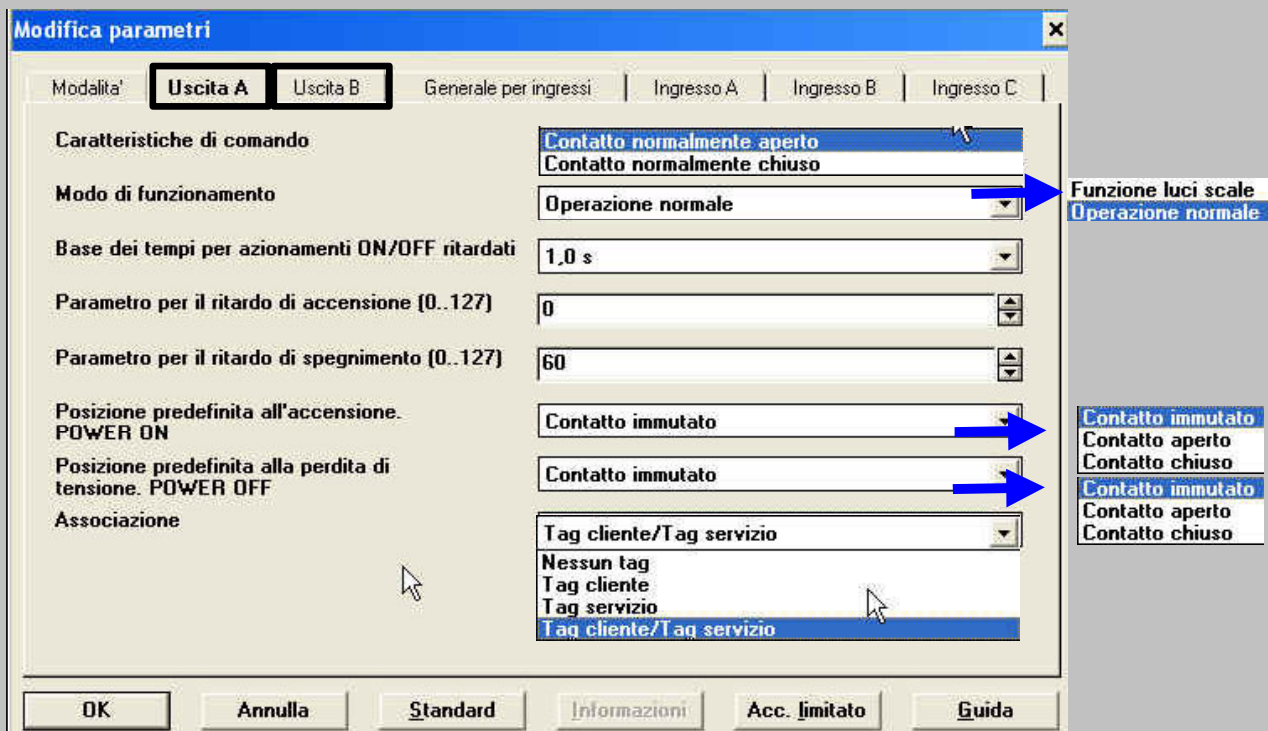 Modifica parametri
Modalita' Uscita A Uscita B Generale per ingressi Ingresso A Ingresso B Ingresso C
Caratteristiche di comando
Contatto normalmente aperto
Contatto normalmente chiuso
Modo di funzionamento
Operazione normale
Funzione luci scale
Operazione normale
Base dei tempi per azionamenti ON/OFF ritardati
1,0 s
Parametro per il ritardo di accensione (0..127)
0
Parametro per il ritardo di spegnimento (0..127)
60
Posizione predefinita all'accensione.
POWER ON
Contatto immutato
Contatto immutato
Contatto aperto
Contatto chiuso
Posizione predefinita alla perdita di
tensione. POWER OFF
Contatto immutato
Contatto immutato
Contatto aperto
Contatto chiuso
Associazione
Tag cliente/Tag servizio
Nessun tag
Tag cliente
Tag servizio
Tag cliente/Tag servizio
OK Annulla Standard Informazioni Acc. limitato Guida